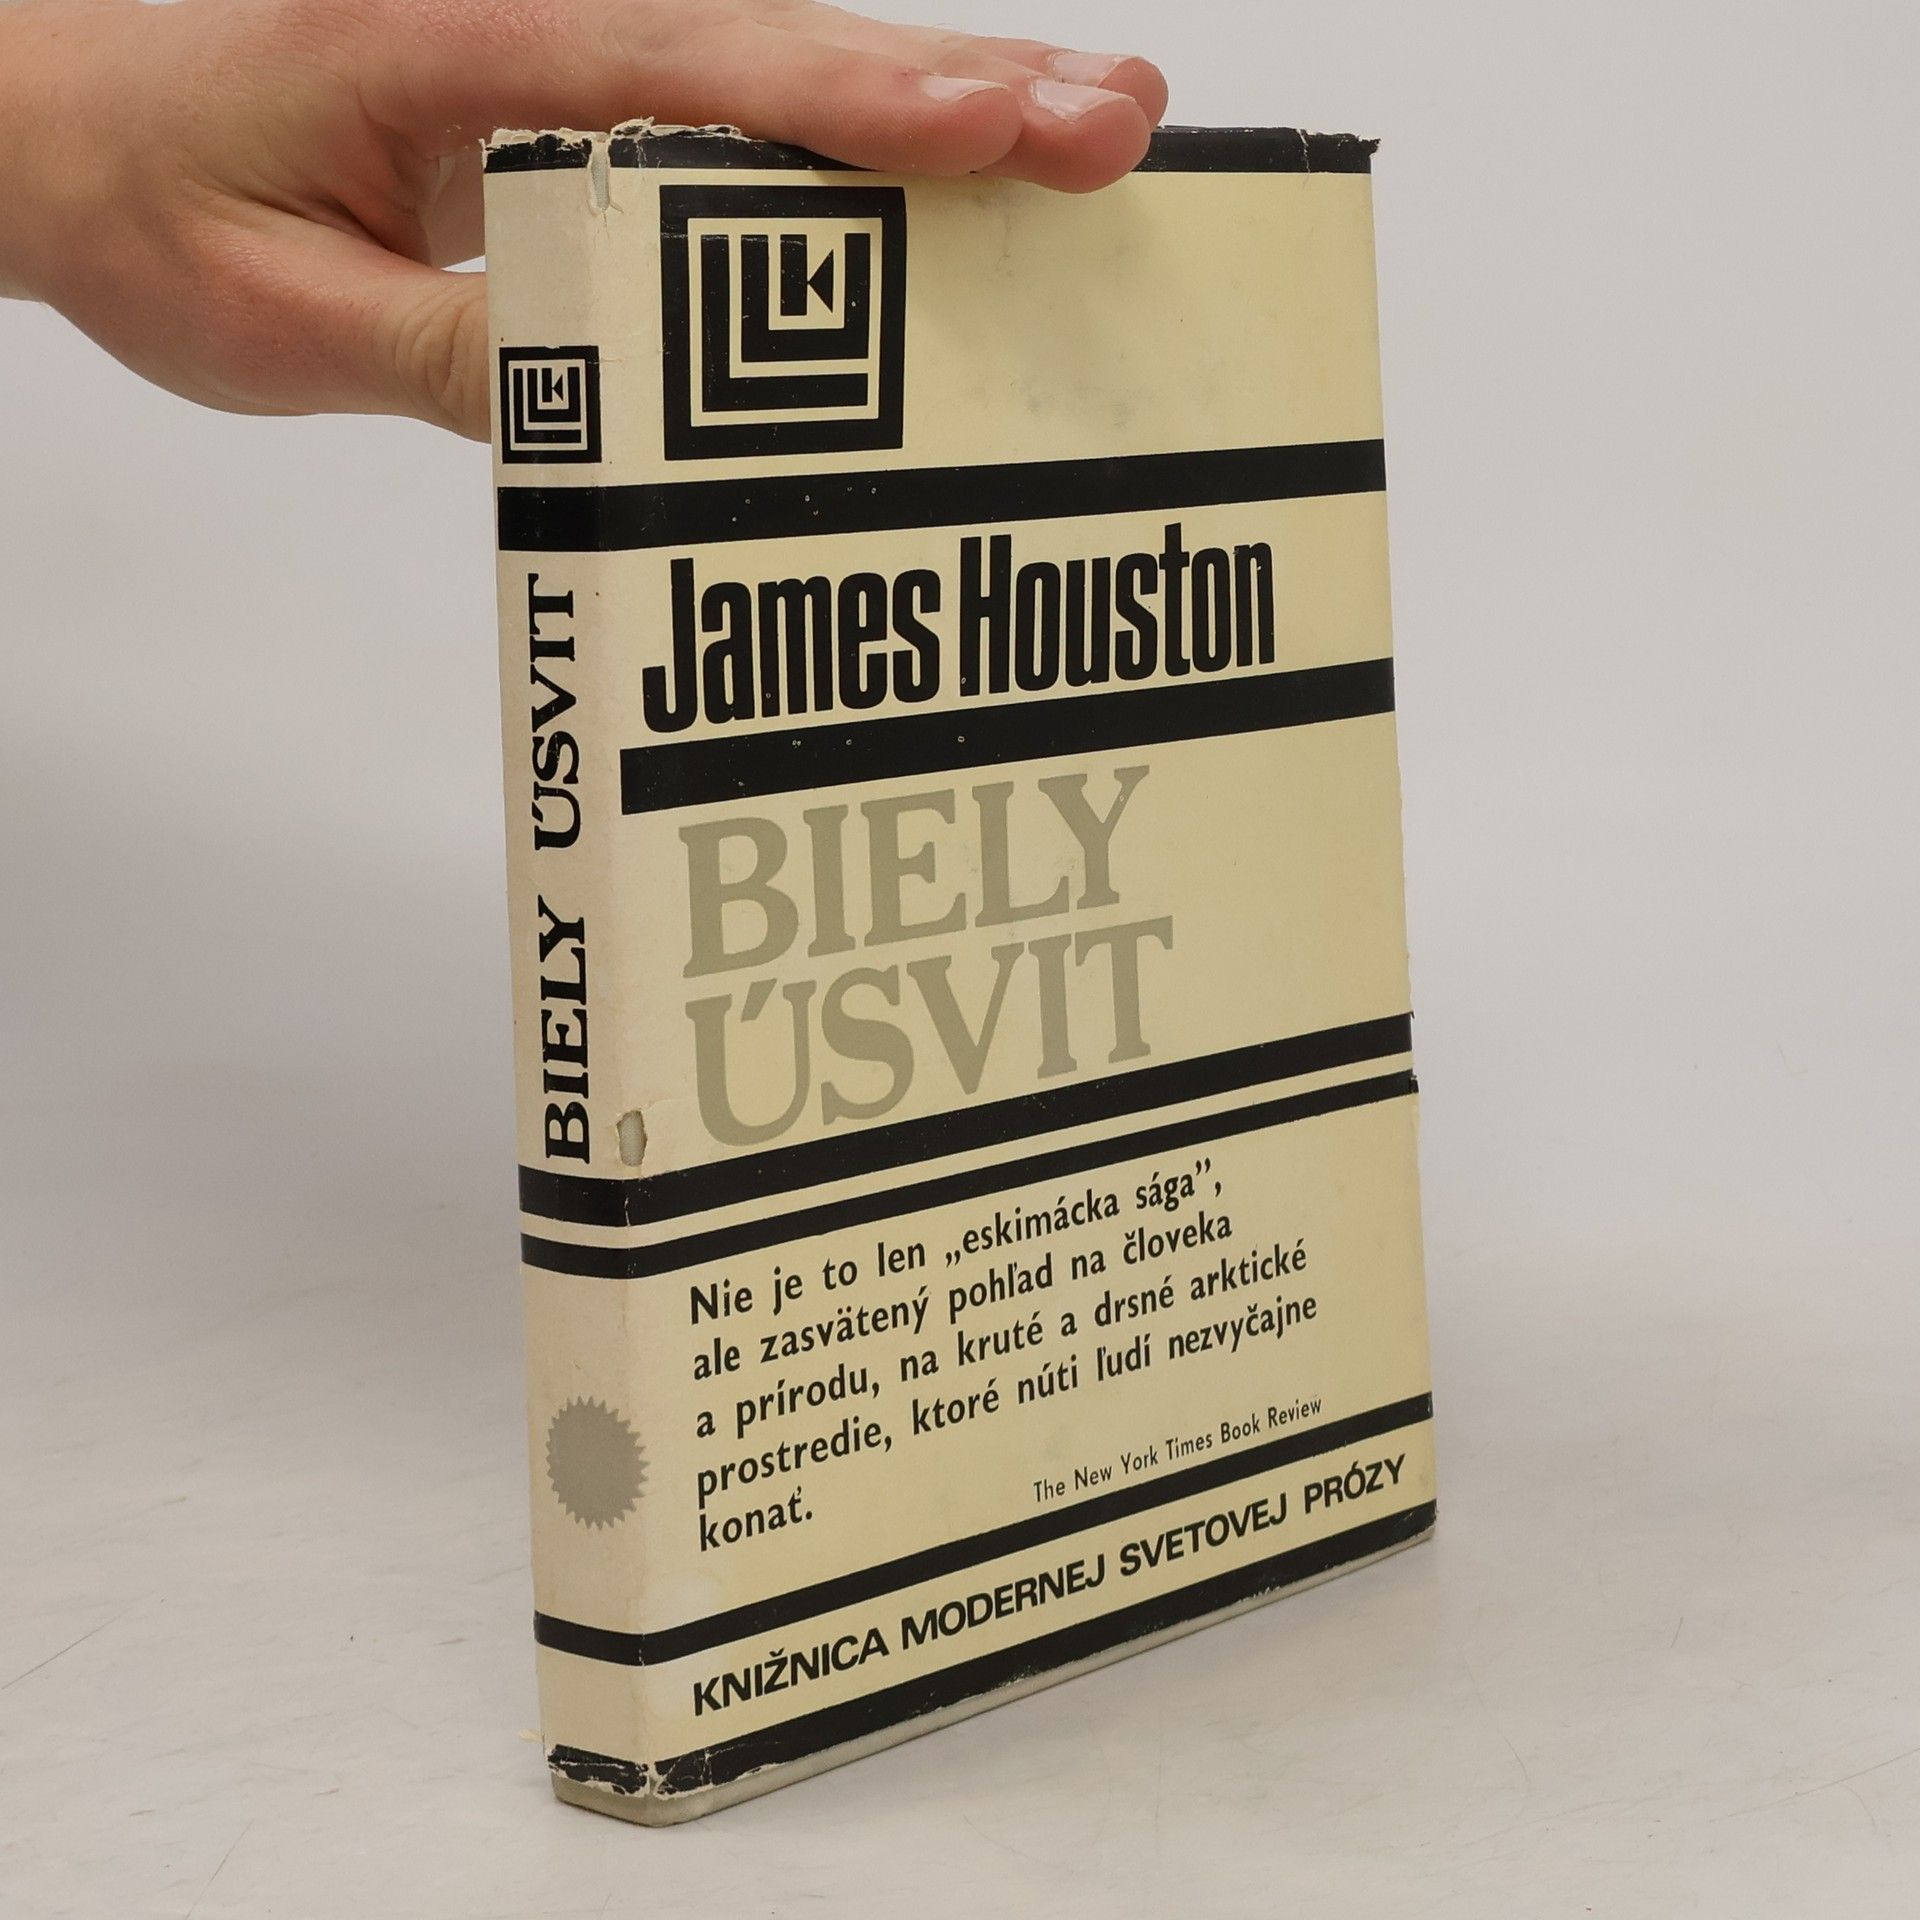 BIELY ÚSVIT
James Houston
BIELY
ÚSVIT
Nie je to len „eskimácka sága”,
ale zasvätený pohľad na človeka
a prírodu, na kruté a drsné arktické
prostredie, ktoré núti ľudí nezvyčajne
konať.
The New York Times Book Review
KNIŽNICA MODERNEJ SVETOVEJ PRÓZY